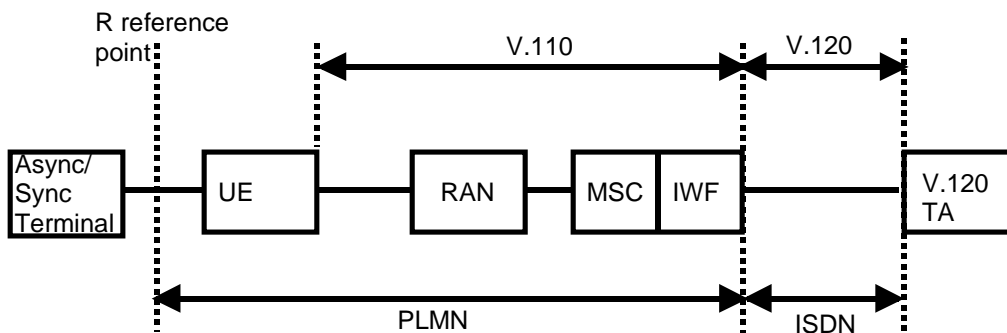 R reference
point
V.110
V.120
Async/
Sync
Terminal
UE
RAN
MSC
IWF
V.120
TA
PLMN
ISDN